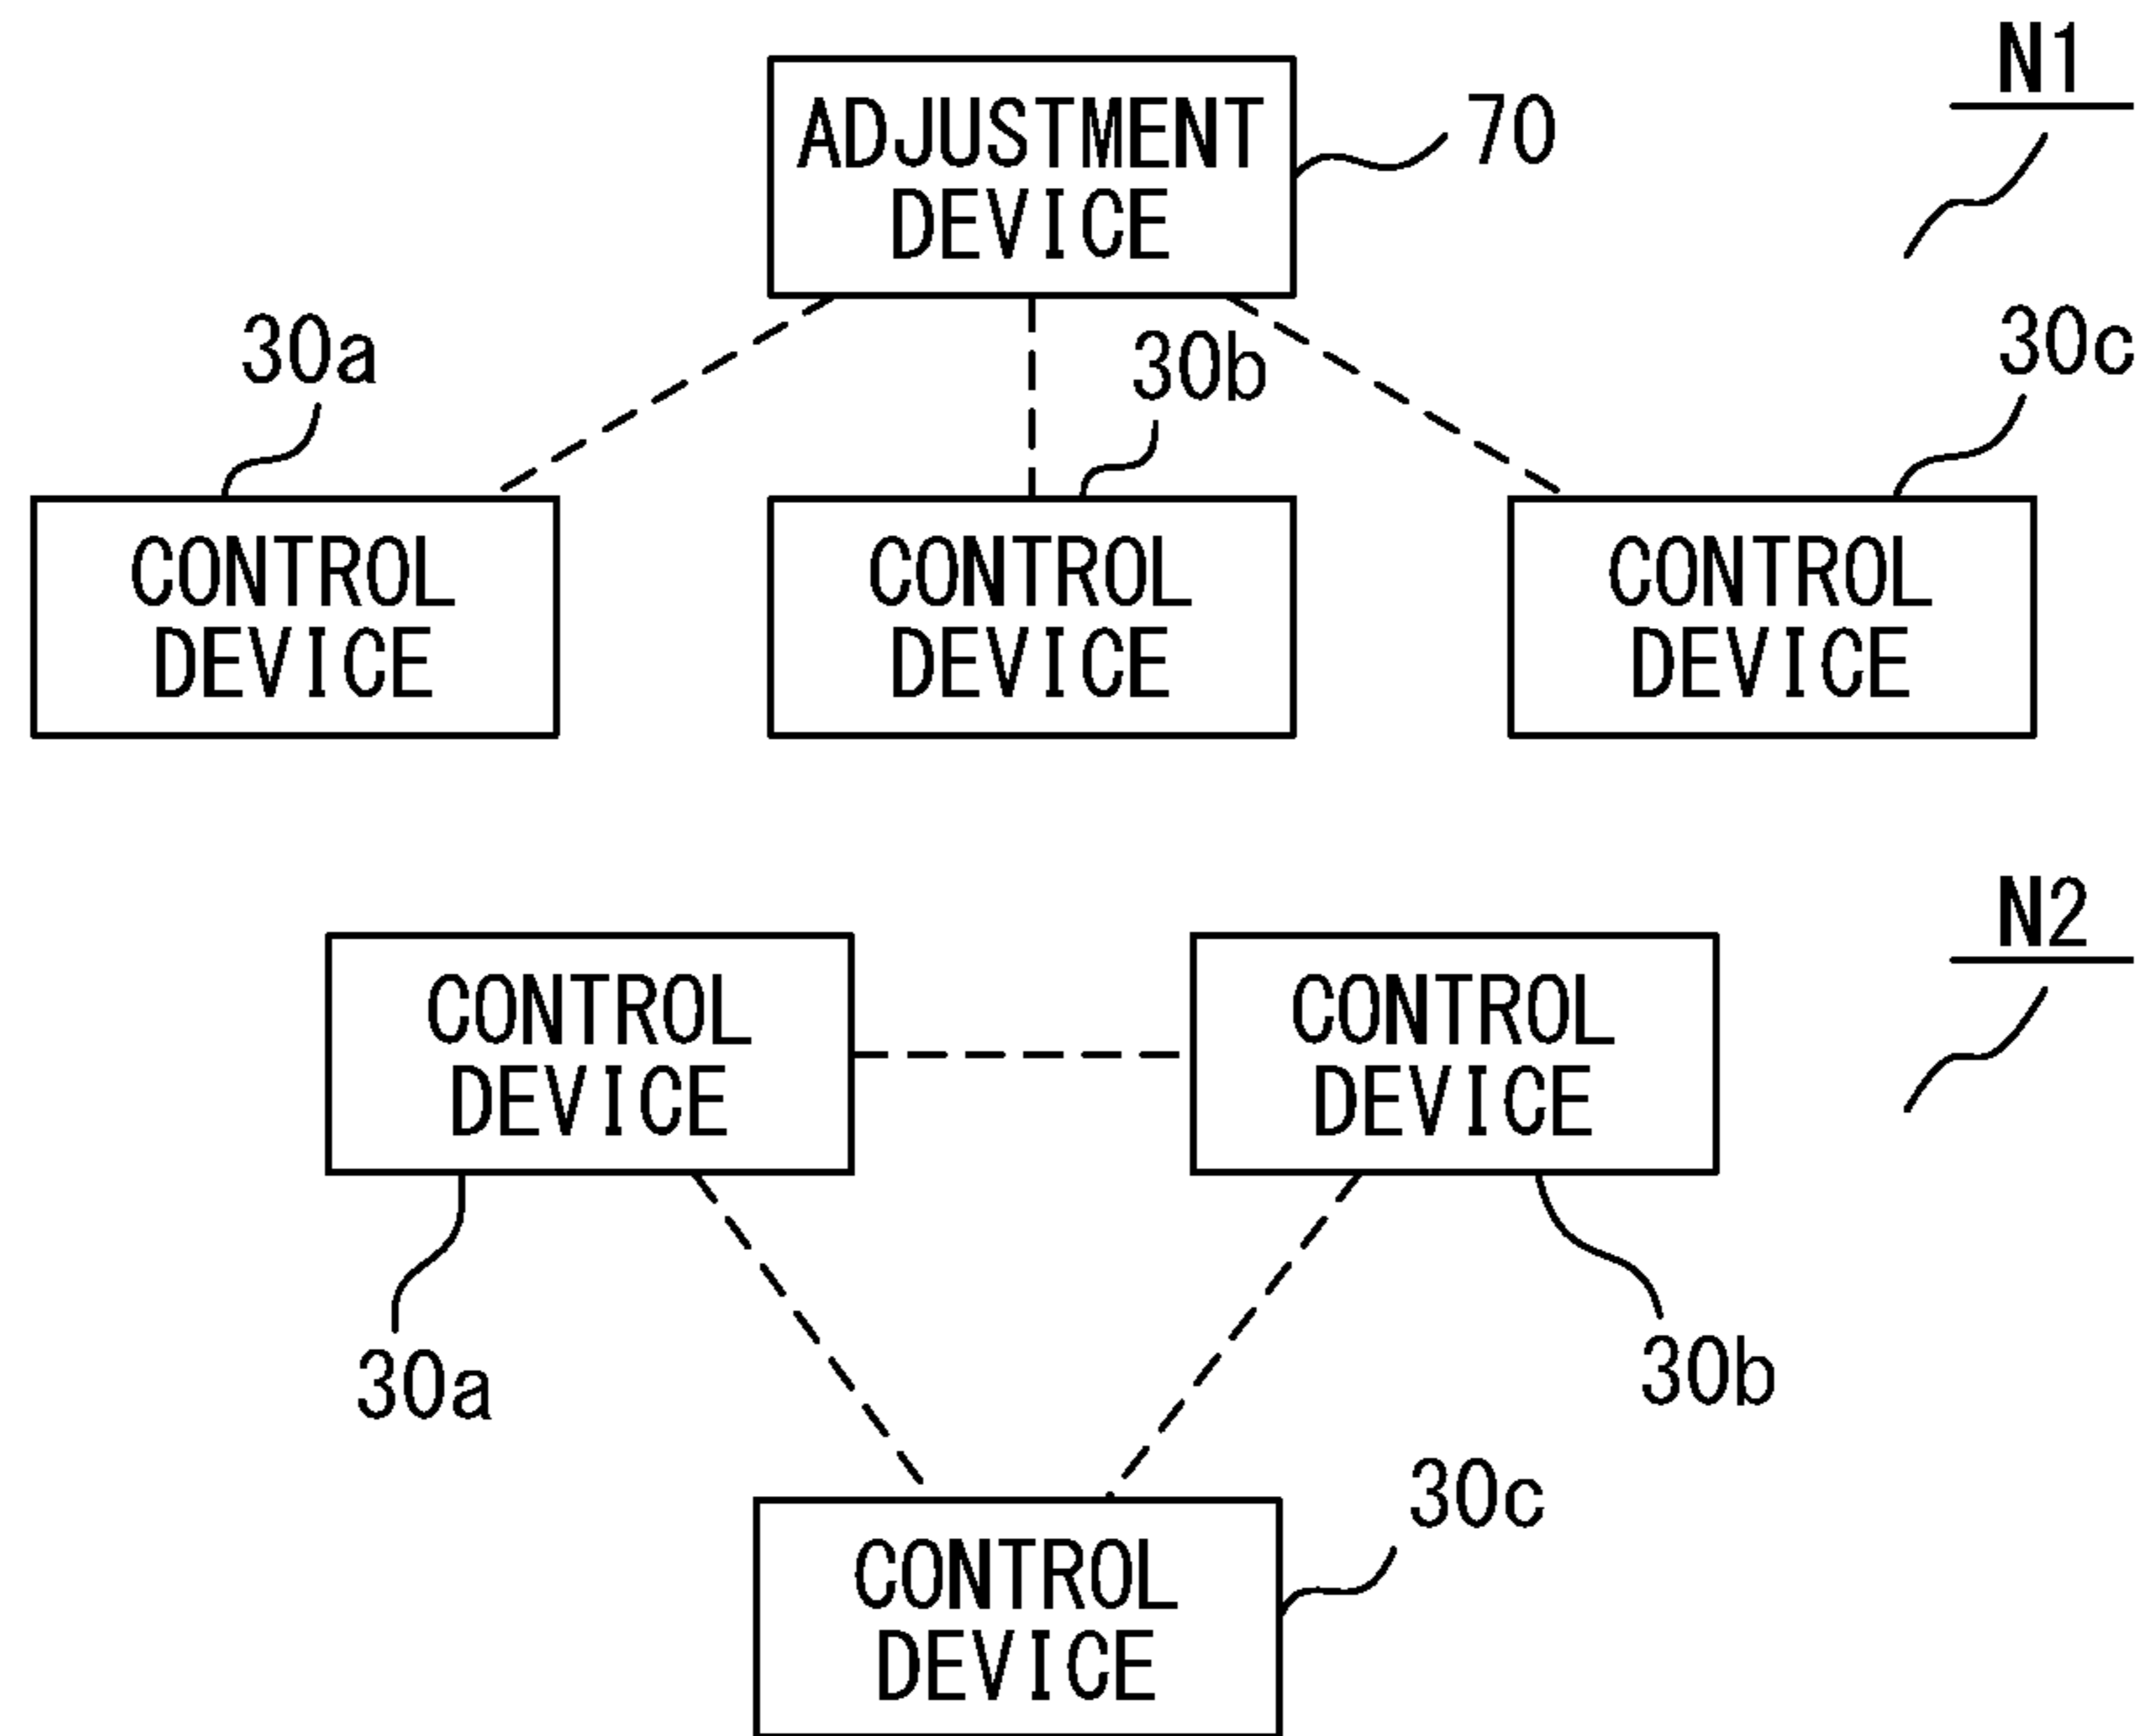 N1
ADJUSTMENT
DEVICE
70
30a
30b
30c
CONTROL
DEVICE
CONTROL
DEVICE
CONTROL
DEVICE
N2
CONTROL
DEVICE
CONTROL
DEVICE
30a
30b
30c
CONTROL
DEVICE